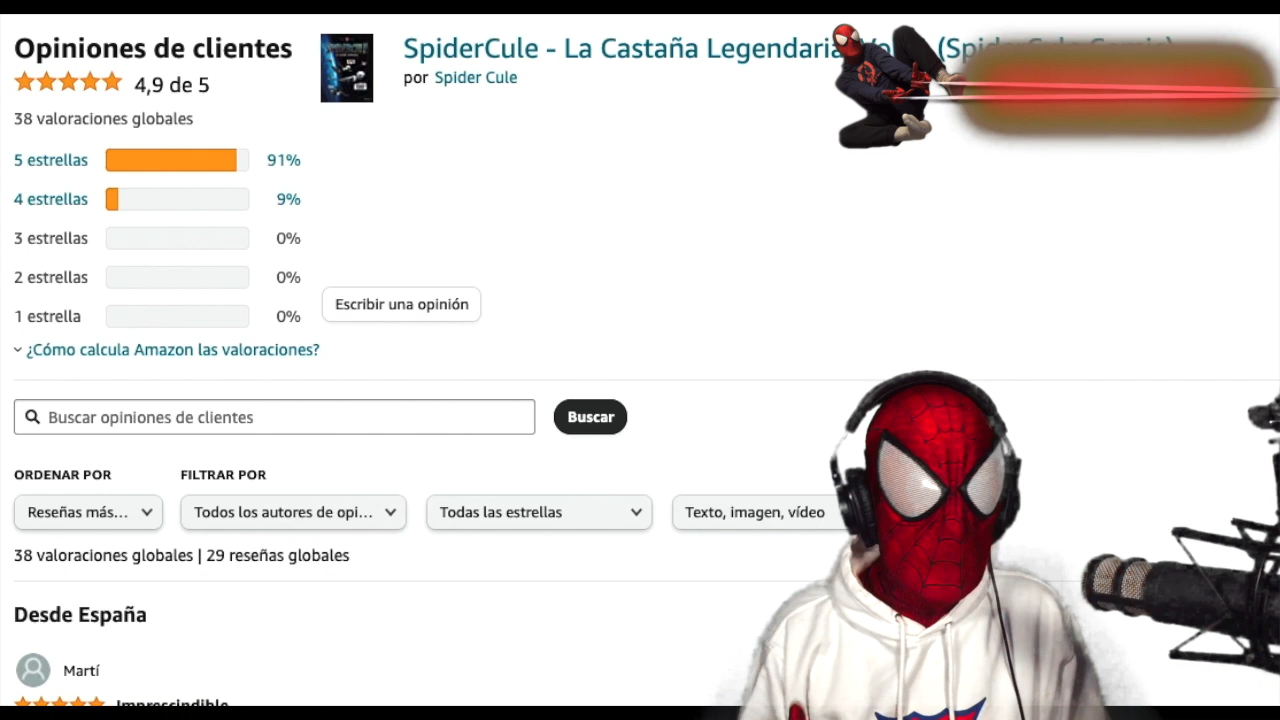 Opiniones de clientes
4,9 de 5
38 valoraciones globales
5 estrellas 91%
4 estrellas 9%
3 estrellas 0%
2 estrellas 0%
1 estrella 0%
¿Cómo calcula Amazon las valoraciones?
SpiderCule - La Castaña Legendaria
por Spider Cule
Escribir una opinión
Buscar opiniones de clientes
Buscar
ORDENAR POR
FILTRAR POR
Reseñas más...
Todos los autores de opi...
Todas las estrellas
Texto, imagen, vídeo
38 valoraciones globales | 29 reseñas globales
Desde España
Martí
Imprescindible